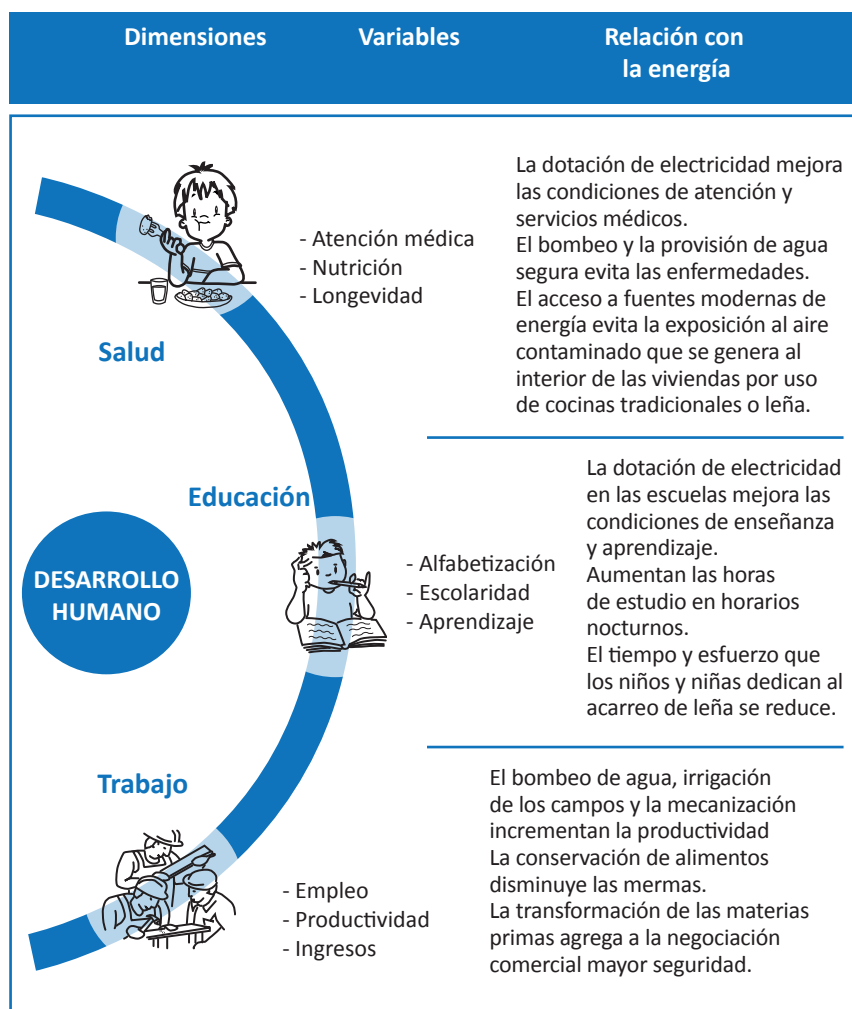 Dimensiones
Variables
Relación con
la energía
Salud
- Atención médica
- Nutrición
- Longevidad
La dotación de electricidad mejora
las condiciones de atención y
servicios médicos.
El bombeo y la provisión de agua
segura evita las enfermedades.
El acceso a fuentes modernas de
energía evita la exposición al aire
contaminado que se genera al
interior de las viviendas por uso
de cocinas tradicionales o leña.
DESARROLLO
HUMANO
Educación
- Alfabetización
- Escolaridad
- Aprendizaje
La dotación de electricidad
en las escuelas mejora las
condiciones de enseñanza
y aprendizaje.
Aumentan las horas
de estudio en horarios
nocturnos.
El tiempo y esfuerzo que
los niños y niñas dedican al
acarreo de leña se reduce.
Trabajo
- Empleo
- Productividad
- Ingresos
El bombeo de agua, irrigación
de los campos y la mecanización
incrementan la productividad
La conservación de alimentos
disminuye las mermas.
La transformación de las materias
primas agrega a la negociación
comercial mayor seguridad.